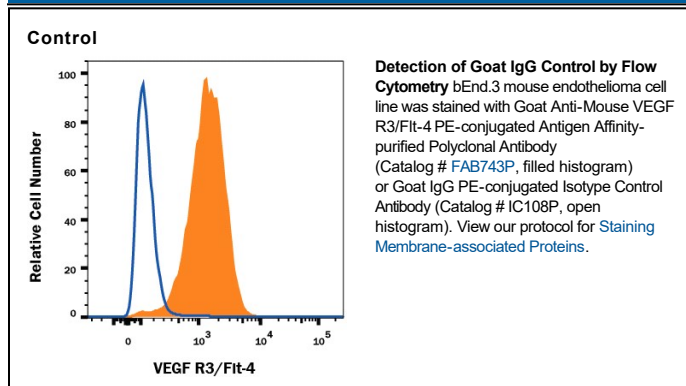 Control
100
80
60
40
20
0
Relative Cell Number
0
10³
10⁴
10⁵
VEGF R3/Flt-4
Detection of Goat IgG Control by Flow
Cytometry bEnd.3 mouse endothelioma cell
line was stained with Goat Anti-Mouse VEGF
R3/Flt-4 PE-conjugated Antigen Affinity-
purified Polyclonal Antibody
(Catalog # FAB743P, filled histogram)
or Goat IgG PE-conjugated Isotype Control
Antibody (Catalog # IC108P, open
histogram). View our protocol for Staining
Membrane-associated Proteins.